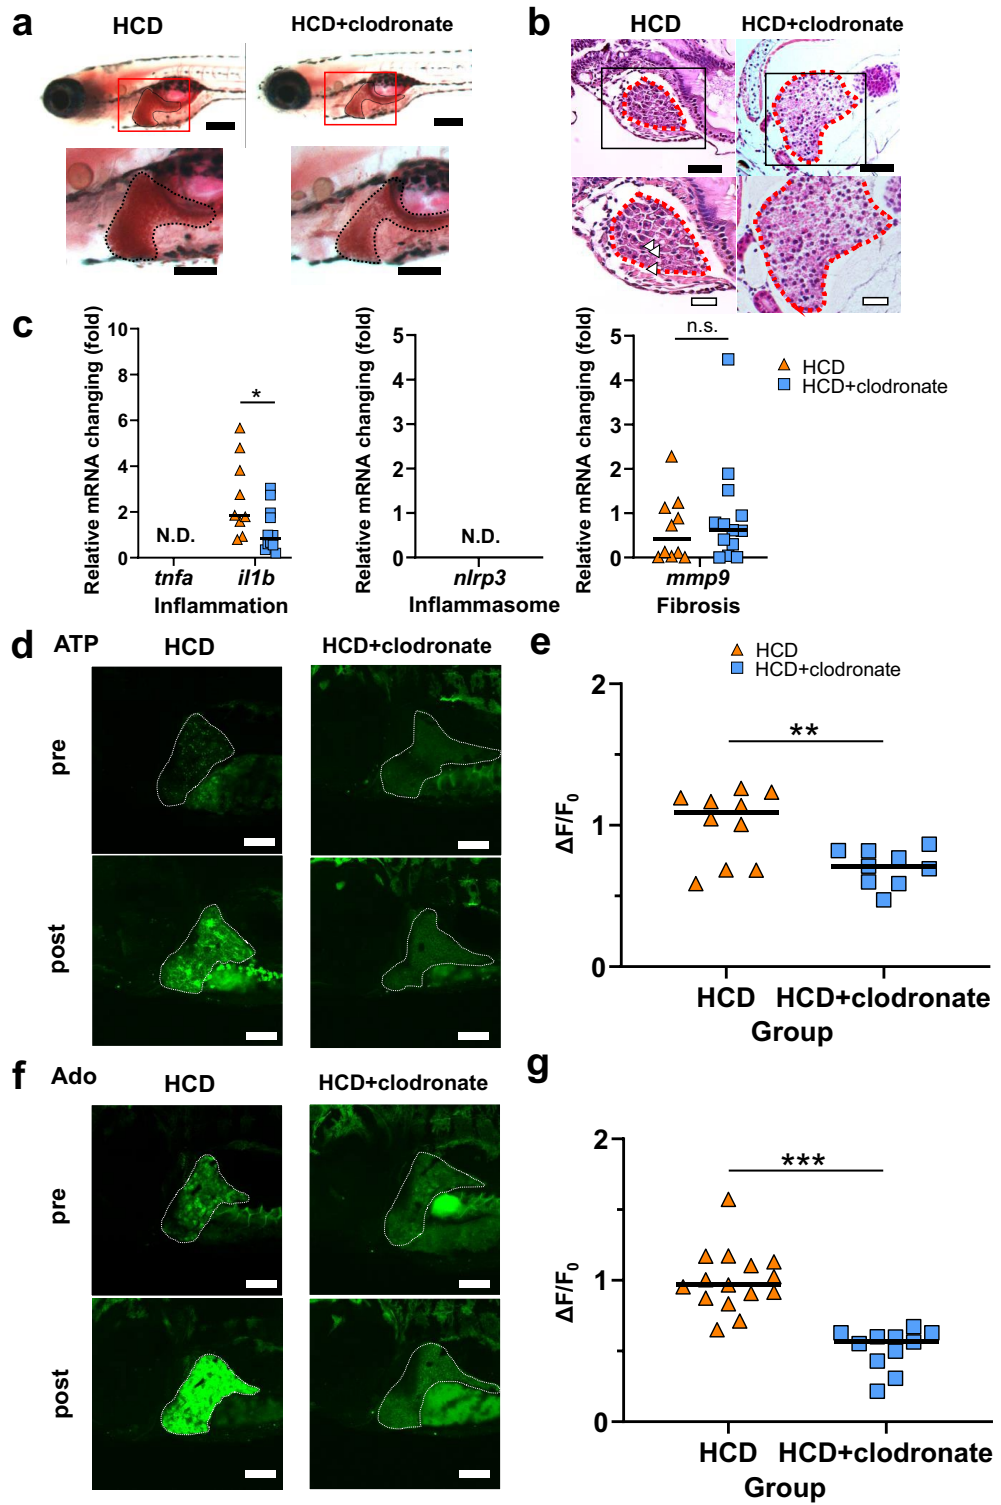 a
HCD
HCD+clodronate
b
HCD
HCD+clodronate
c
Relative mRNA changing (fold)
10
8
6
4
2
0
N.D.
*
tnfa
il1b
Inflammation
Relative mRNA changing (fold)
5
4
3
2
1
0
N.D.
nlrp3
Inflammasome
Relative mRNA changing (fold)
5
4
3
2
1
0
n.s.
mmp9
Fibrosis
HCD
HCD+clodronate
d
ATP
HCD
HCD+clodronate
pre
post
e
HCD
HCD+clodronate
ΔF/F0
2
1
0
**
HCD
HCD+clodronate
Group
f
Ado
HCD
HCD+clodronate
pre
post
g
ΔF/F0
2
1
0
***
HCD
HCD+clodronate
Group